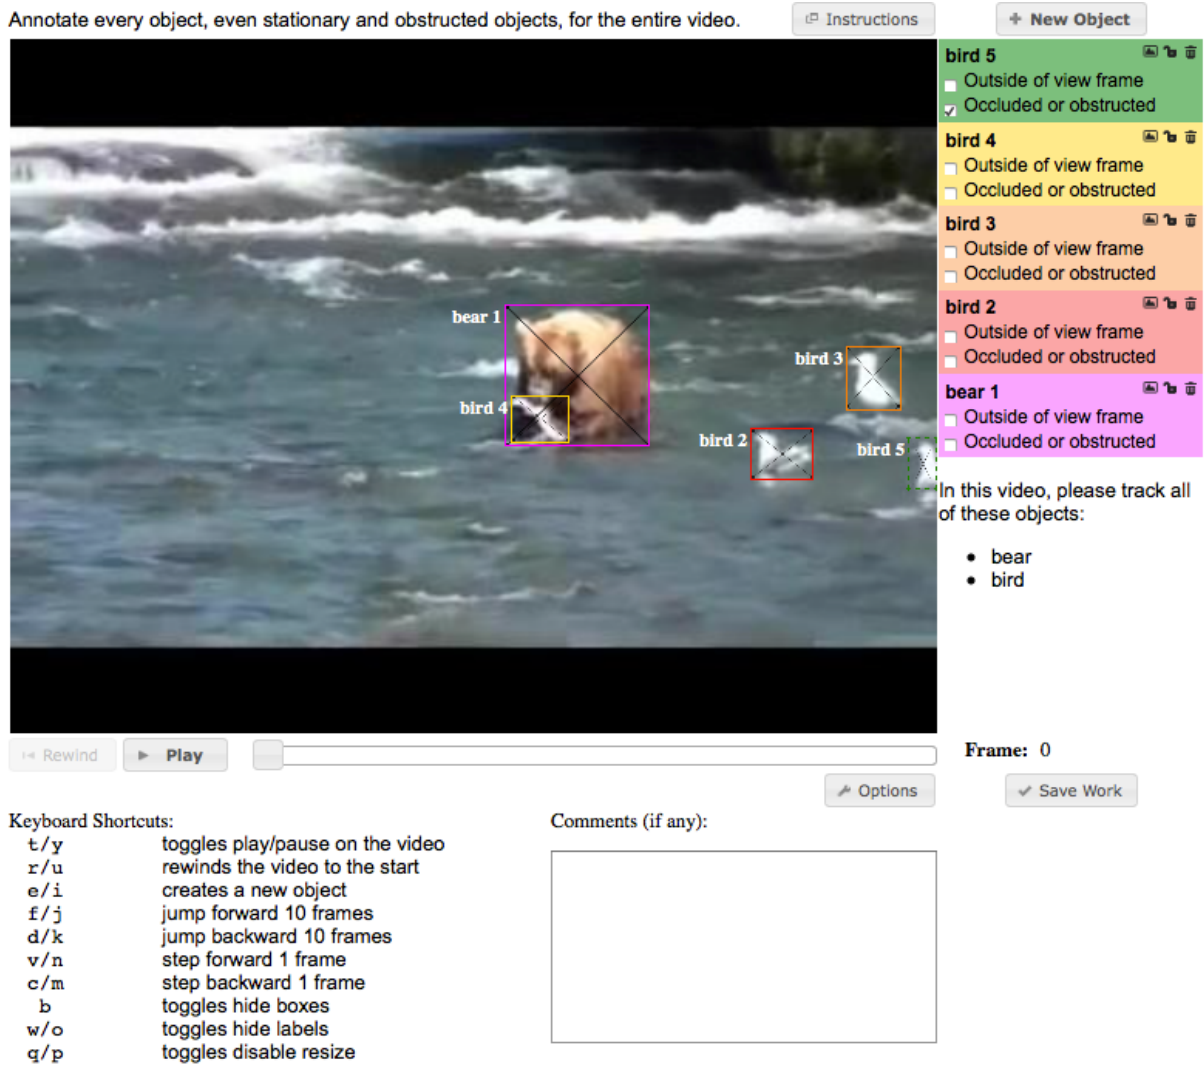 Annotate every object, even stationary and obstructed objects, for the entire video.
Instructions
New Object
bird 5
Outside of view frame
Occluded or obstructed
bird 4
Outside of view frame
Occluded or obstructed
bird 3
Outside of view frame
Occluded or obstructed
bird 2
Outside of view frame
Occluded or obstructed
bear 1
Outside of view frame
Occluded or obstructed
In this video, please track all
of these objects:
bear
bird
bear 1
bird 3
bird 4
bird 2
bird 5
Rewind
Play
Frame: 0
Options
Save Work
Keyboard Shortcuts:
t/y toggles play/pause on the video
r/u rewinds the video to the start
e/i creates a new object
f/j jump forward 10 frames
d/k jump backward 10 frames
v/n step forward 1 frame
c/m step backward 1 frame
b toggles hide boxes
w/o toggles hide labels
q/p toggles disable resize
Comments (if any):